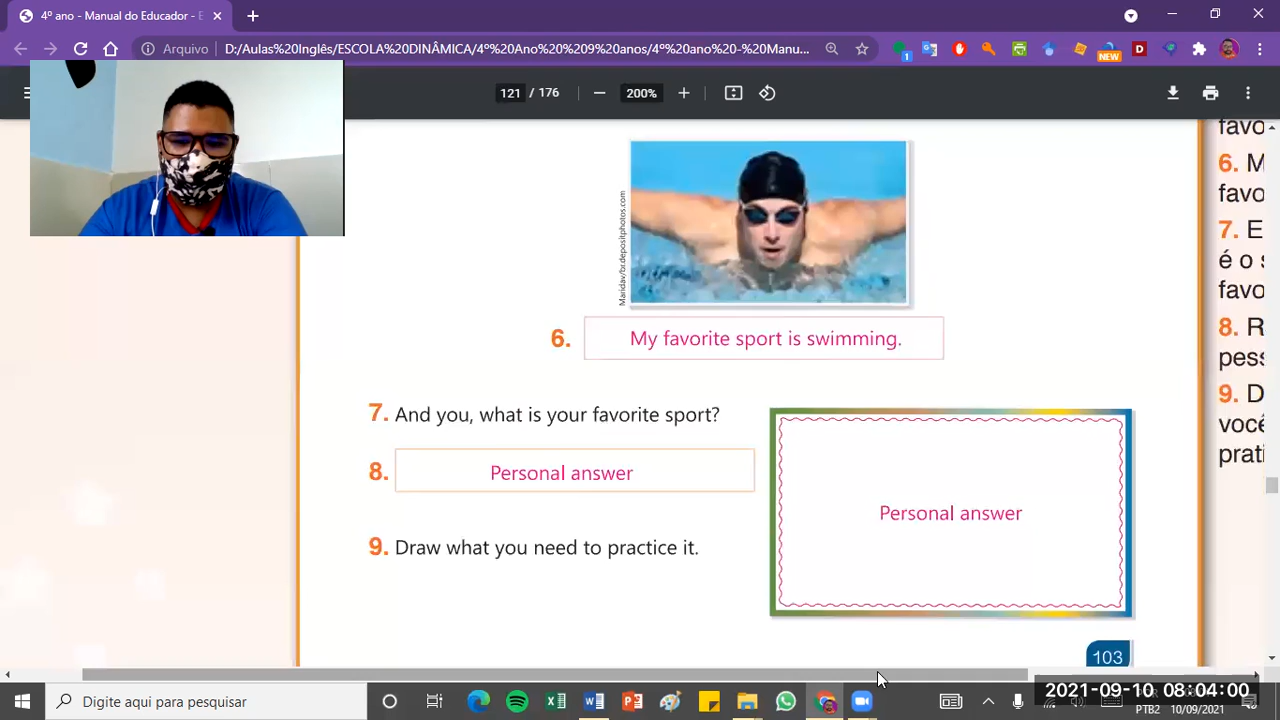 4º ano - Manual do Educador - E
Arquivo
D:/Aulas%20Inglês/ESCOLA%20DINÂMICA/4º%20Ano%20%209%20anos/4º%20ano%20-%20Manu...
1
NEW
D
121 / 176
200%
Maridav/br.depositphotos.com
6. My favorite sport is swimming.
7. And you, what is your favorite sport?
8. Personal answer
Personal answer
9. Draw what you need to practice it.
103
favo
6. M
favo
7. E
é o s
favo
8. R
pess
9. D
você
prati
Digite aqui para pesquisar
2021-09-10 08:04:00
PTB2
10/09/2021